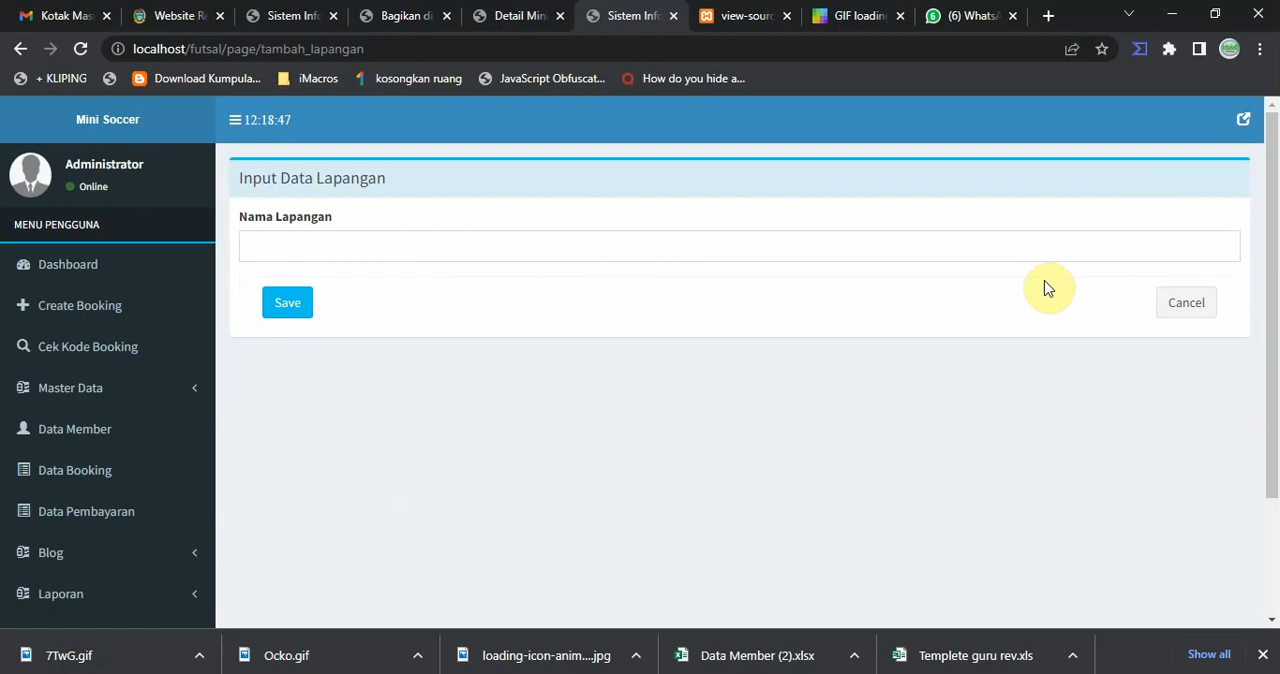 Kotak Mas
Website Re
Sistem Info
Bagikan di
Detail Mini
Sistem Info
view-sourc
GIF loadin
(6) WhatsA
localhost/futsal/page/tambah_lapangan
+ KLIPING
Download Kumpula...
iMacros
kosongkan ruang
JavaScript Obfuscat...
How do you hide a...
Mini Soccer
12:18:47
Administrator
Online
MENU PENGGUNA
Dashboard
Create Booking
Cek Kode Booking
Master Data
Data Member
Data Booking
Data Pembayaran
Blog
Laporan
Input Data Lapangan
Nama Lapangan
Save
Cancel
7TwG.gif
Ocko.gif
loading-icon-anim....jpg
Data Member (2).xlsx
Templete guru rev.xls
Show all